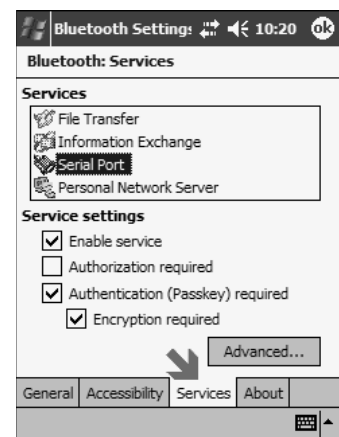 Bluetooth Settings 10:20 ok
Bluetooth: Services
Services
File Transfer
Information Exchange
Serial Port
Personal Network Server
Service settings
Enable service
Authorization required
Authentication (Passkey) required
Encryption required
Advanced...
General Accessibility Services About